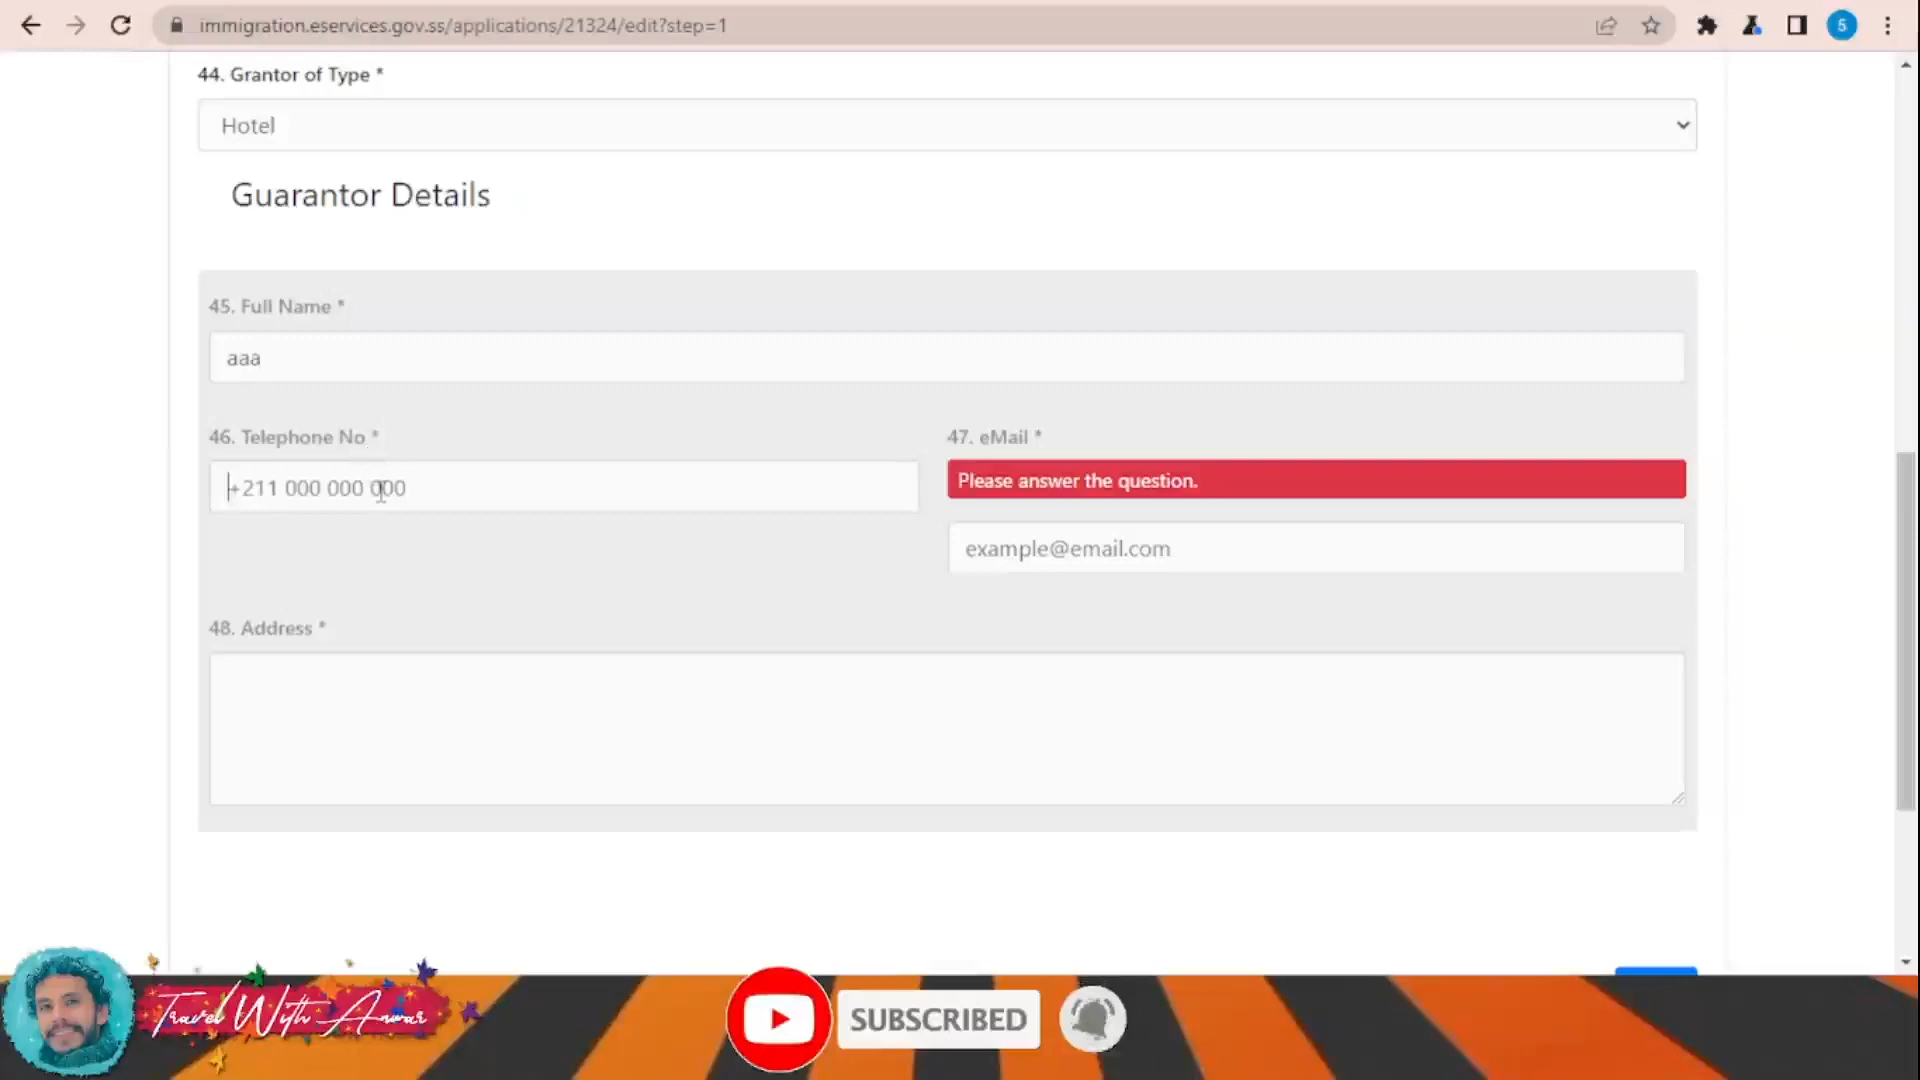 immigration.eservices.gov.ss/applications/21324/edit?step=1
5
44. Grantor of Type *
Hotel
Guarantor Details
45. Full Name *
aaa
46. Telephone No *
+211 000 000 000
47. eMail *
Please answer the question.
example@email.com
48. Address *
Travel With Anwar
SUBSCRIBED